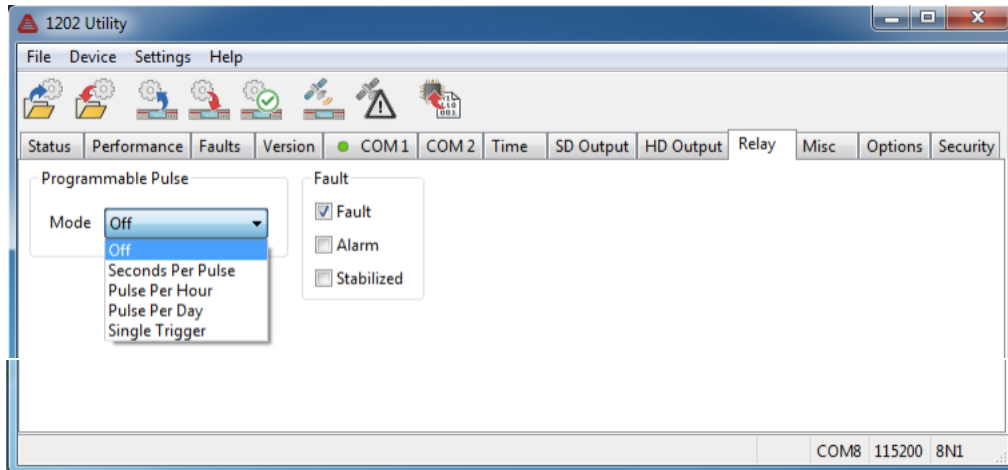 1202 Utility
File Device Settings Help
Status Performance Faults Version COM 1 COM 2 Time SD Output HD Output Relay Misc Options Security
Programmable Pulse
Mode Off
Off
Seconds Per Pulse
Pulse Per Hour
Pulse Per Day
Single Trigger
Fault
Fault
Alarm
Stabilized
COM8 115200 8N1